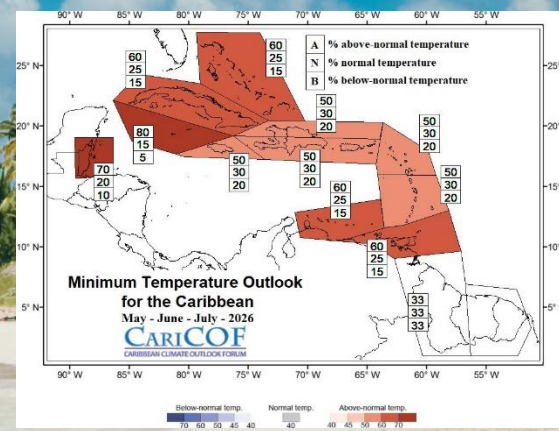 A % above-normal temperature
N % normal temperature
B % below-normal temperature
25° N
20° N
15° N
10° N
5° N
60
25
15
60
25
15
80
15
5
70
20
10
50
30
20
50
30
20
50
30
20
50
30
20
50
30
20
60
25
15
60
25
15
33
33
33
Minimum Temperature Outlook
for the Caribbean
May - June - July - 2026
CARICOF
CARIBBEAN CLIMATE OUTLOOK FORUM
90° W 85° W 80° W 75° W 70° W 65° W 60° W 55° W
Below-normal temp. Normal temp. Above-normal temp.
70 60 50 45 40 40 40 45 50 60 70